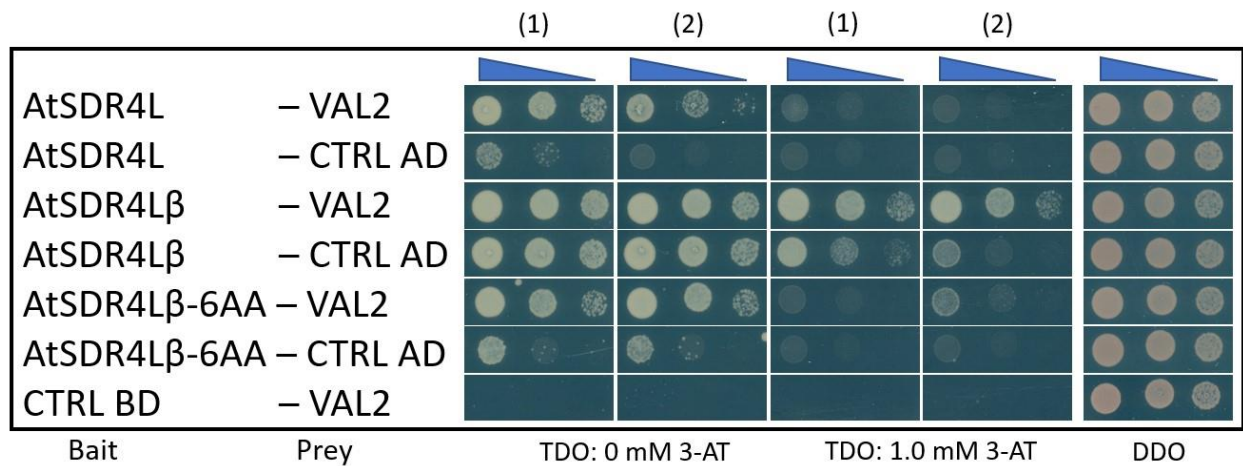 (1) (2) (1) (2)
AtSDR4L – VAL2
AtSDR4L – CTRL AD
AtSDR4Lβ – VAL2
AtSDR4Lβ – CTRL AD
AtSDR4Lβ-6AA – VAL2
AtSDR4Lβ-6AA – CTRL AD
CTRL BD – VAL2
Bait Prey TDO: 0 mM 3-AT TDO: 1.0 mM 3-AT DDO